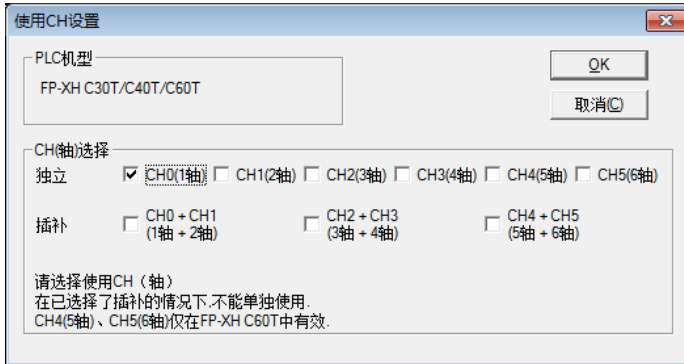 使用CH设置
PLC机型
FP-XH C30T/C40T/C60T
OK
取消(C)
CH(轴)选择
独立 CH0(1轴) CH1(2轴) CH2(3轴) CH3(4轴) CH4(5轴) CH5(6轴)
插补 CH0 + CH1 CH2 + CH3 CH4 + CH5
(1轴 + 2轴) (3轴 + 4轴) (5轴 + 6轴)
请选择使用CH（轴）
在已选择了插补的情况下.不能单独使用.
CH4(5轴)、CH5(6轴)仅在FP-XH C60T中有效.